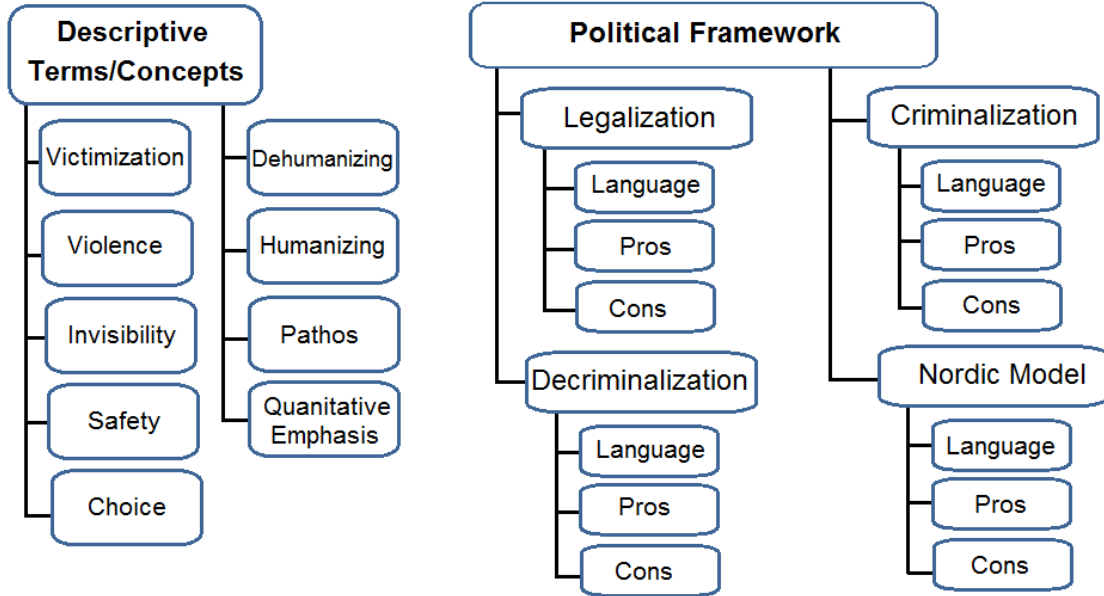 Descriptive
Terms/Concepts
Victimization
Violence
Invisibility
Safety
Choice
Dehumanizing
Humanizing
Pathos
Quanitative
Emphasis
Political Framework
Legalization
Language
Pros
Cons
Decriminalization
Language
Pros
Cons
Criminalization
Language
Pros
Cons
Nordic Model
Language
Pros
Cons